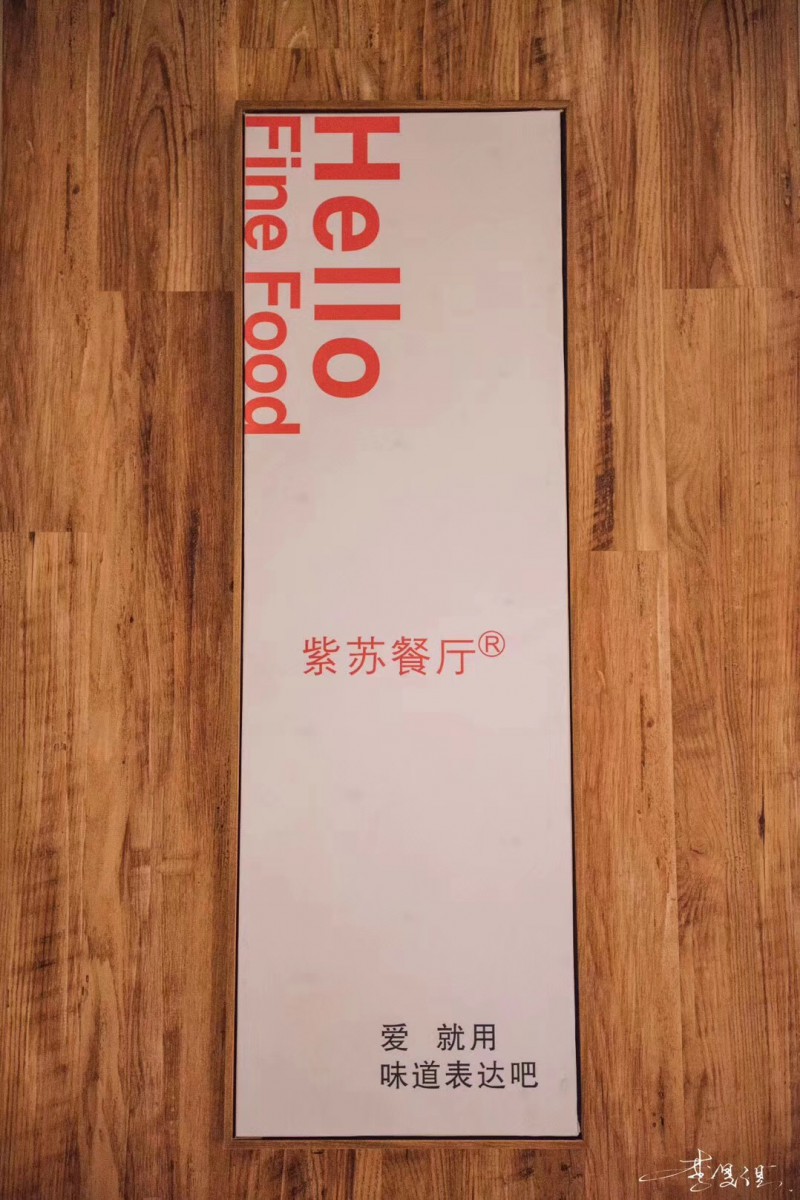 Hello
Fine Food
紫苏餐厅®
爱 就用
味道表达吧